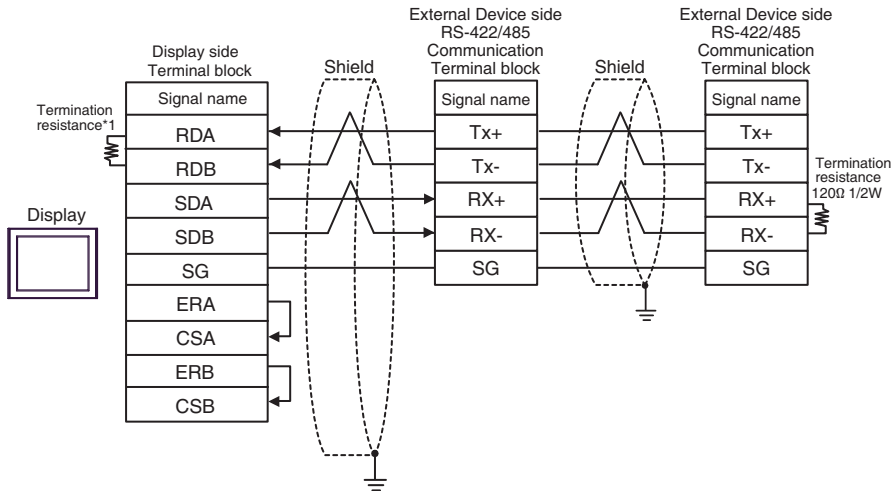 Display side
Terminal block
Signal name
RDA
RDB
SDA
SDB
SG
ERA
CSA
ERB
CSB
Termination
resistance*1
Display
Shield
External Device side
RS-422/485
Communication
Terminal block
Signal name
Tx+
Tx-
RX+
RX-
SG
Shield
External Device side
RS-422/485
Communication
Terminal block
Signal name
Tx+
Tx-
RX+
RX-
SG
Termination
resistance
120Ω 1/2W